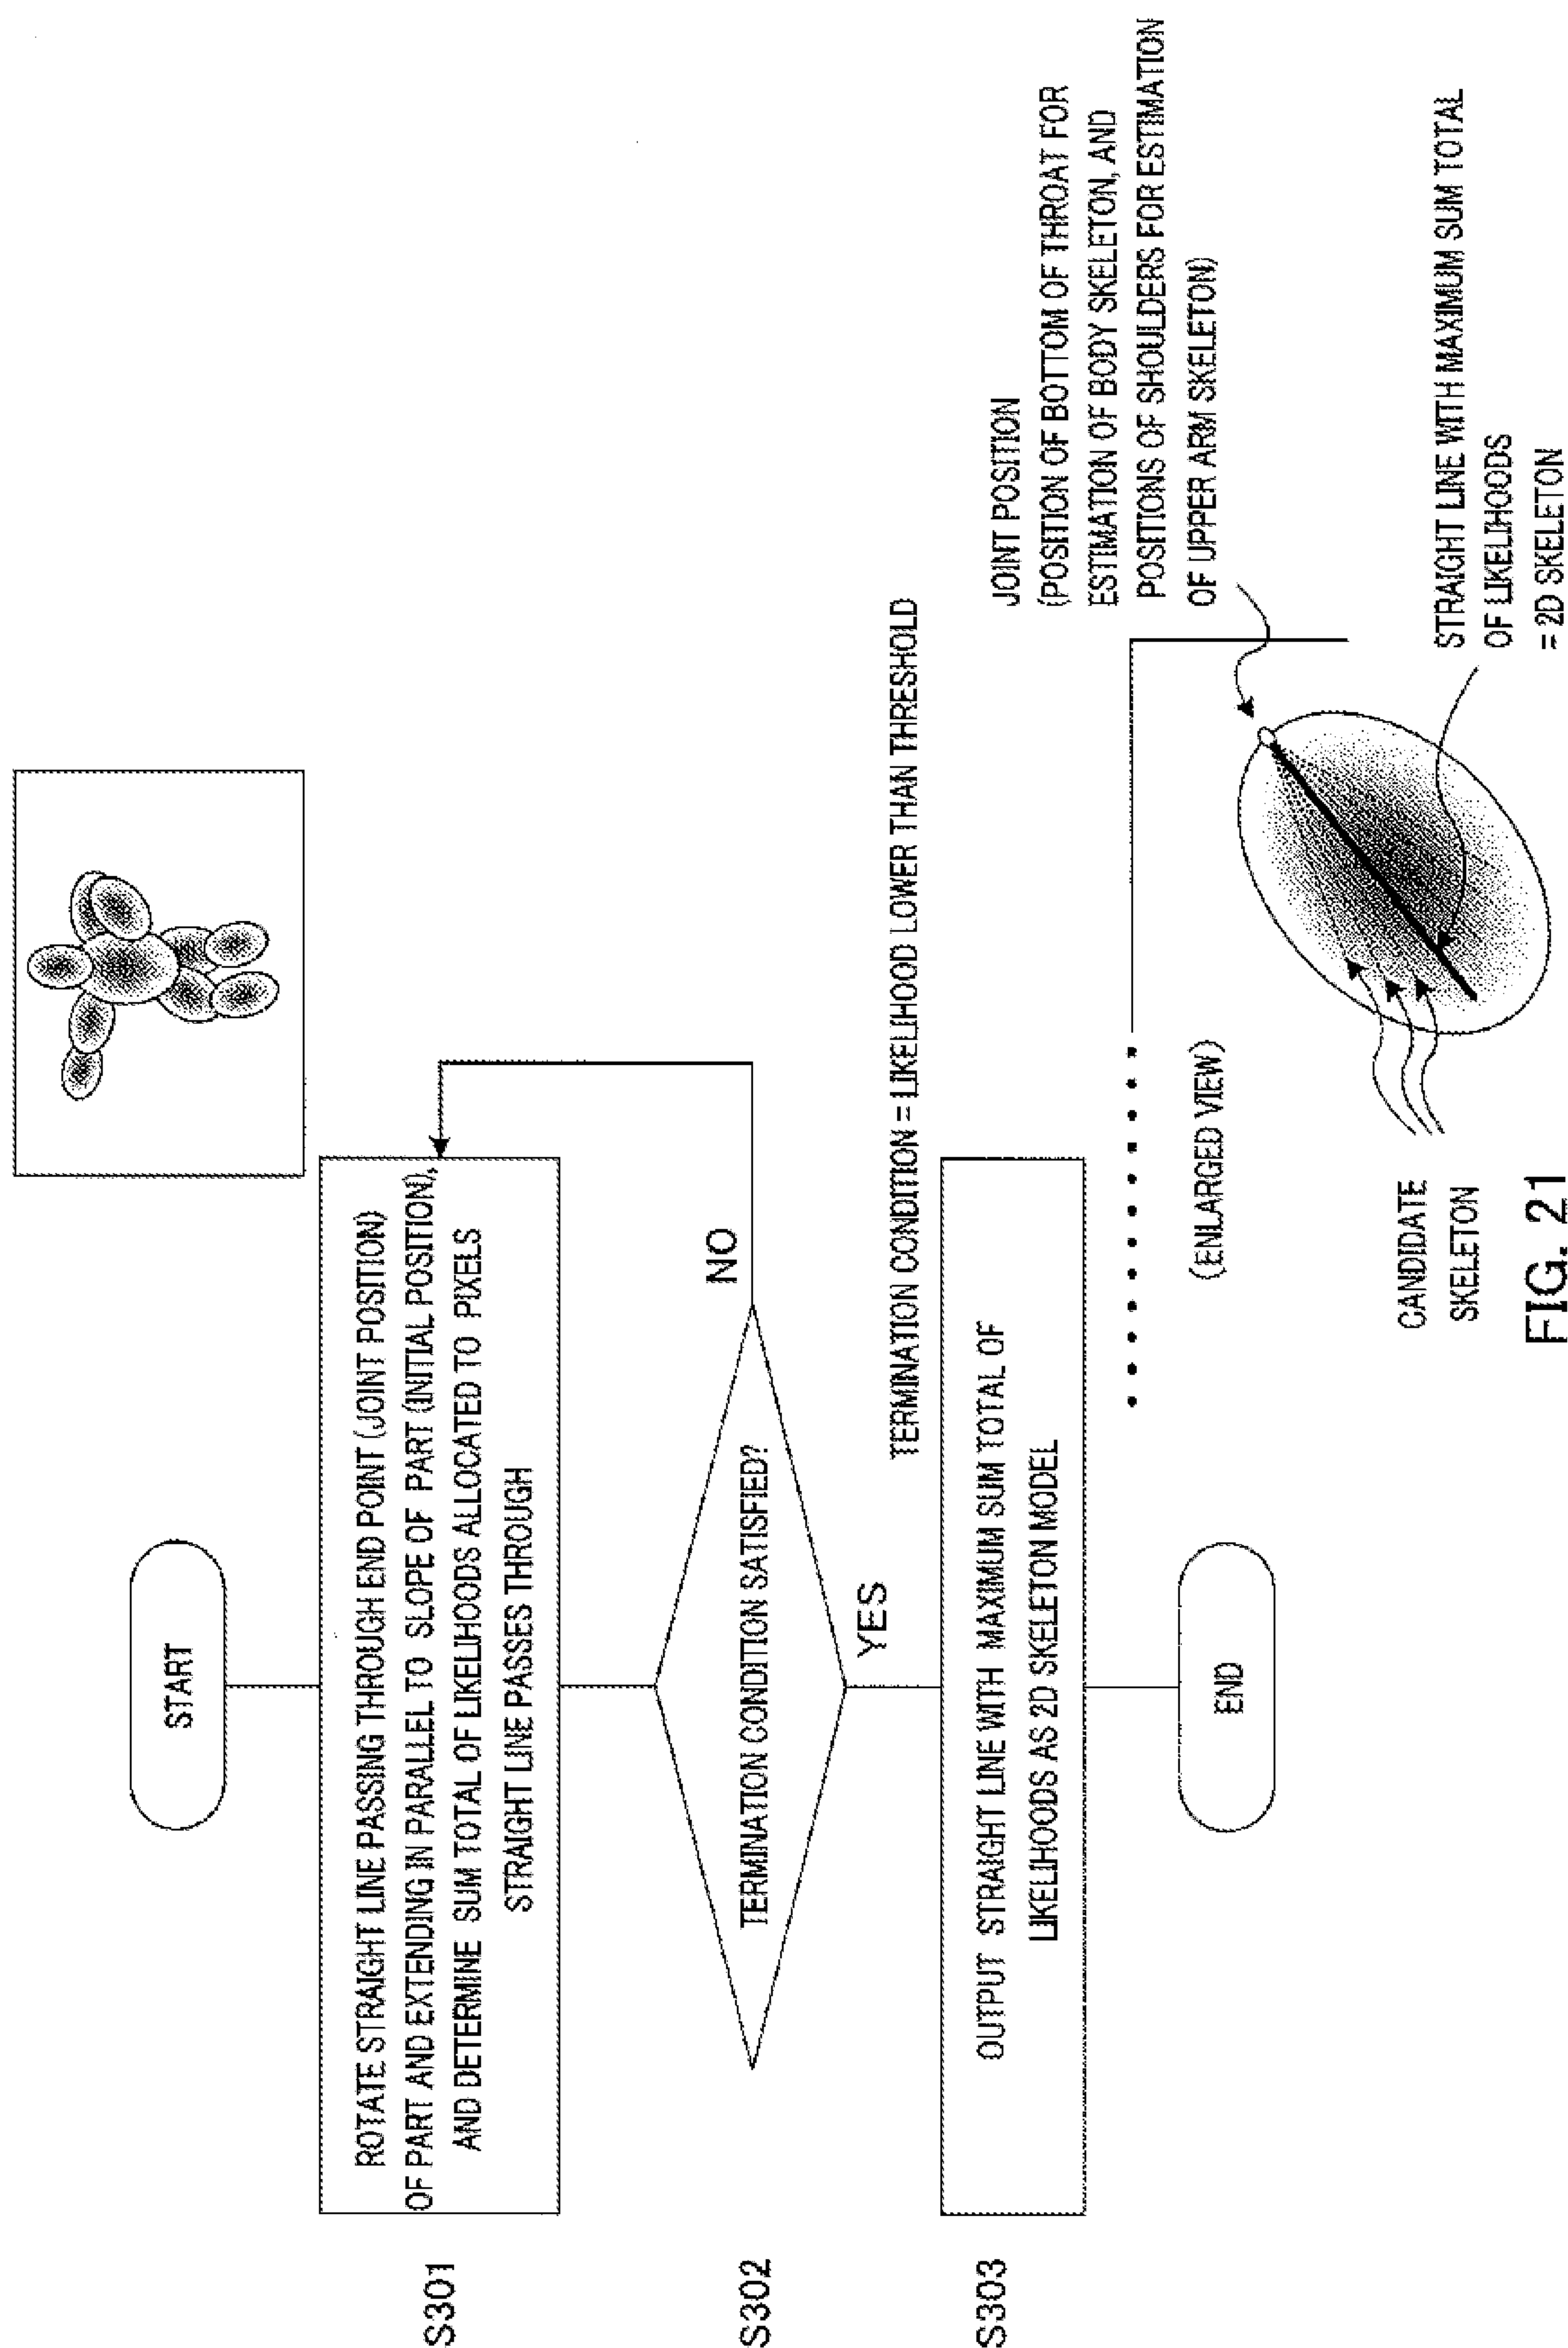 START
S301
ROTATE STRAIGHT LINE PASSING THROUGH END POINT (JOINT POSITION)
OF PART AND EXTENDING IN PARALLEL TO SLOPE OF PART (INITIAL POSITION),
AND DETERMINE SUM TOTAL OF LIKELIHOODS ALLOCATED TO PIXELS
STRAIGHT LINE PASSES THROUGH
S302
TERMINATION CONDITION SATISFIED?
NO
YES
TERMINATION CONDITION = LIKELIHOOD LOWER THAN THRESHOLD
S303
OUTPUT STRAIGHT LINE WITH MAXIMUM SUM TOTAL OF
LIKELIHOODS AS 2D SKELETON MODEL
END
JOINT POSITION
(POSITION OF BOTTOM OF THROAT FOR
ESTIMATION OF BODY SKELETON, AND
POSITIONS OF SHOULDERS FOR ESTIMATION
OF UPPER ARM SKELETON)
(ENLARGED VIEW)
CANDIDATE
SKELETON
STRAIGHT LINE WITH MAXIMUM SUM TOTAL
OF LIKELIHOODS
= 2D SKELETON
FIG. 21